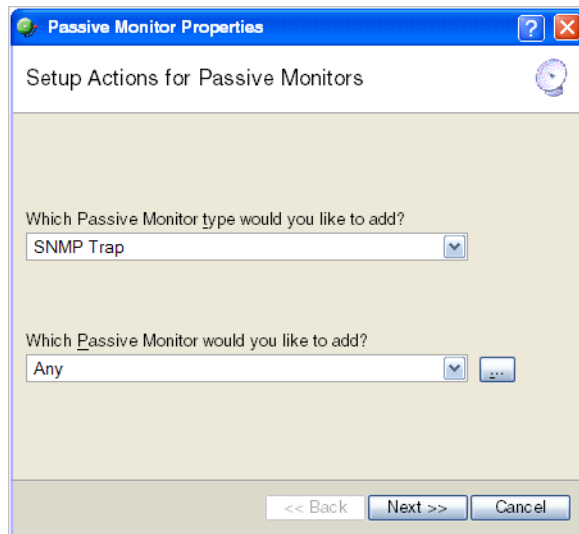 Passive Monitor Properties
?
Setup Actions for Passive Monitors
Which Passive Monitor type would you like to add?
SNMP Trap
Which Passive Monitor would you like to add?
Any
...
<< Back Next >> Cancel